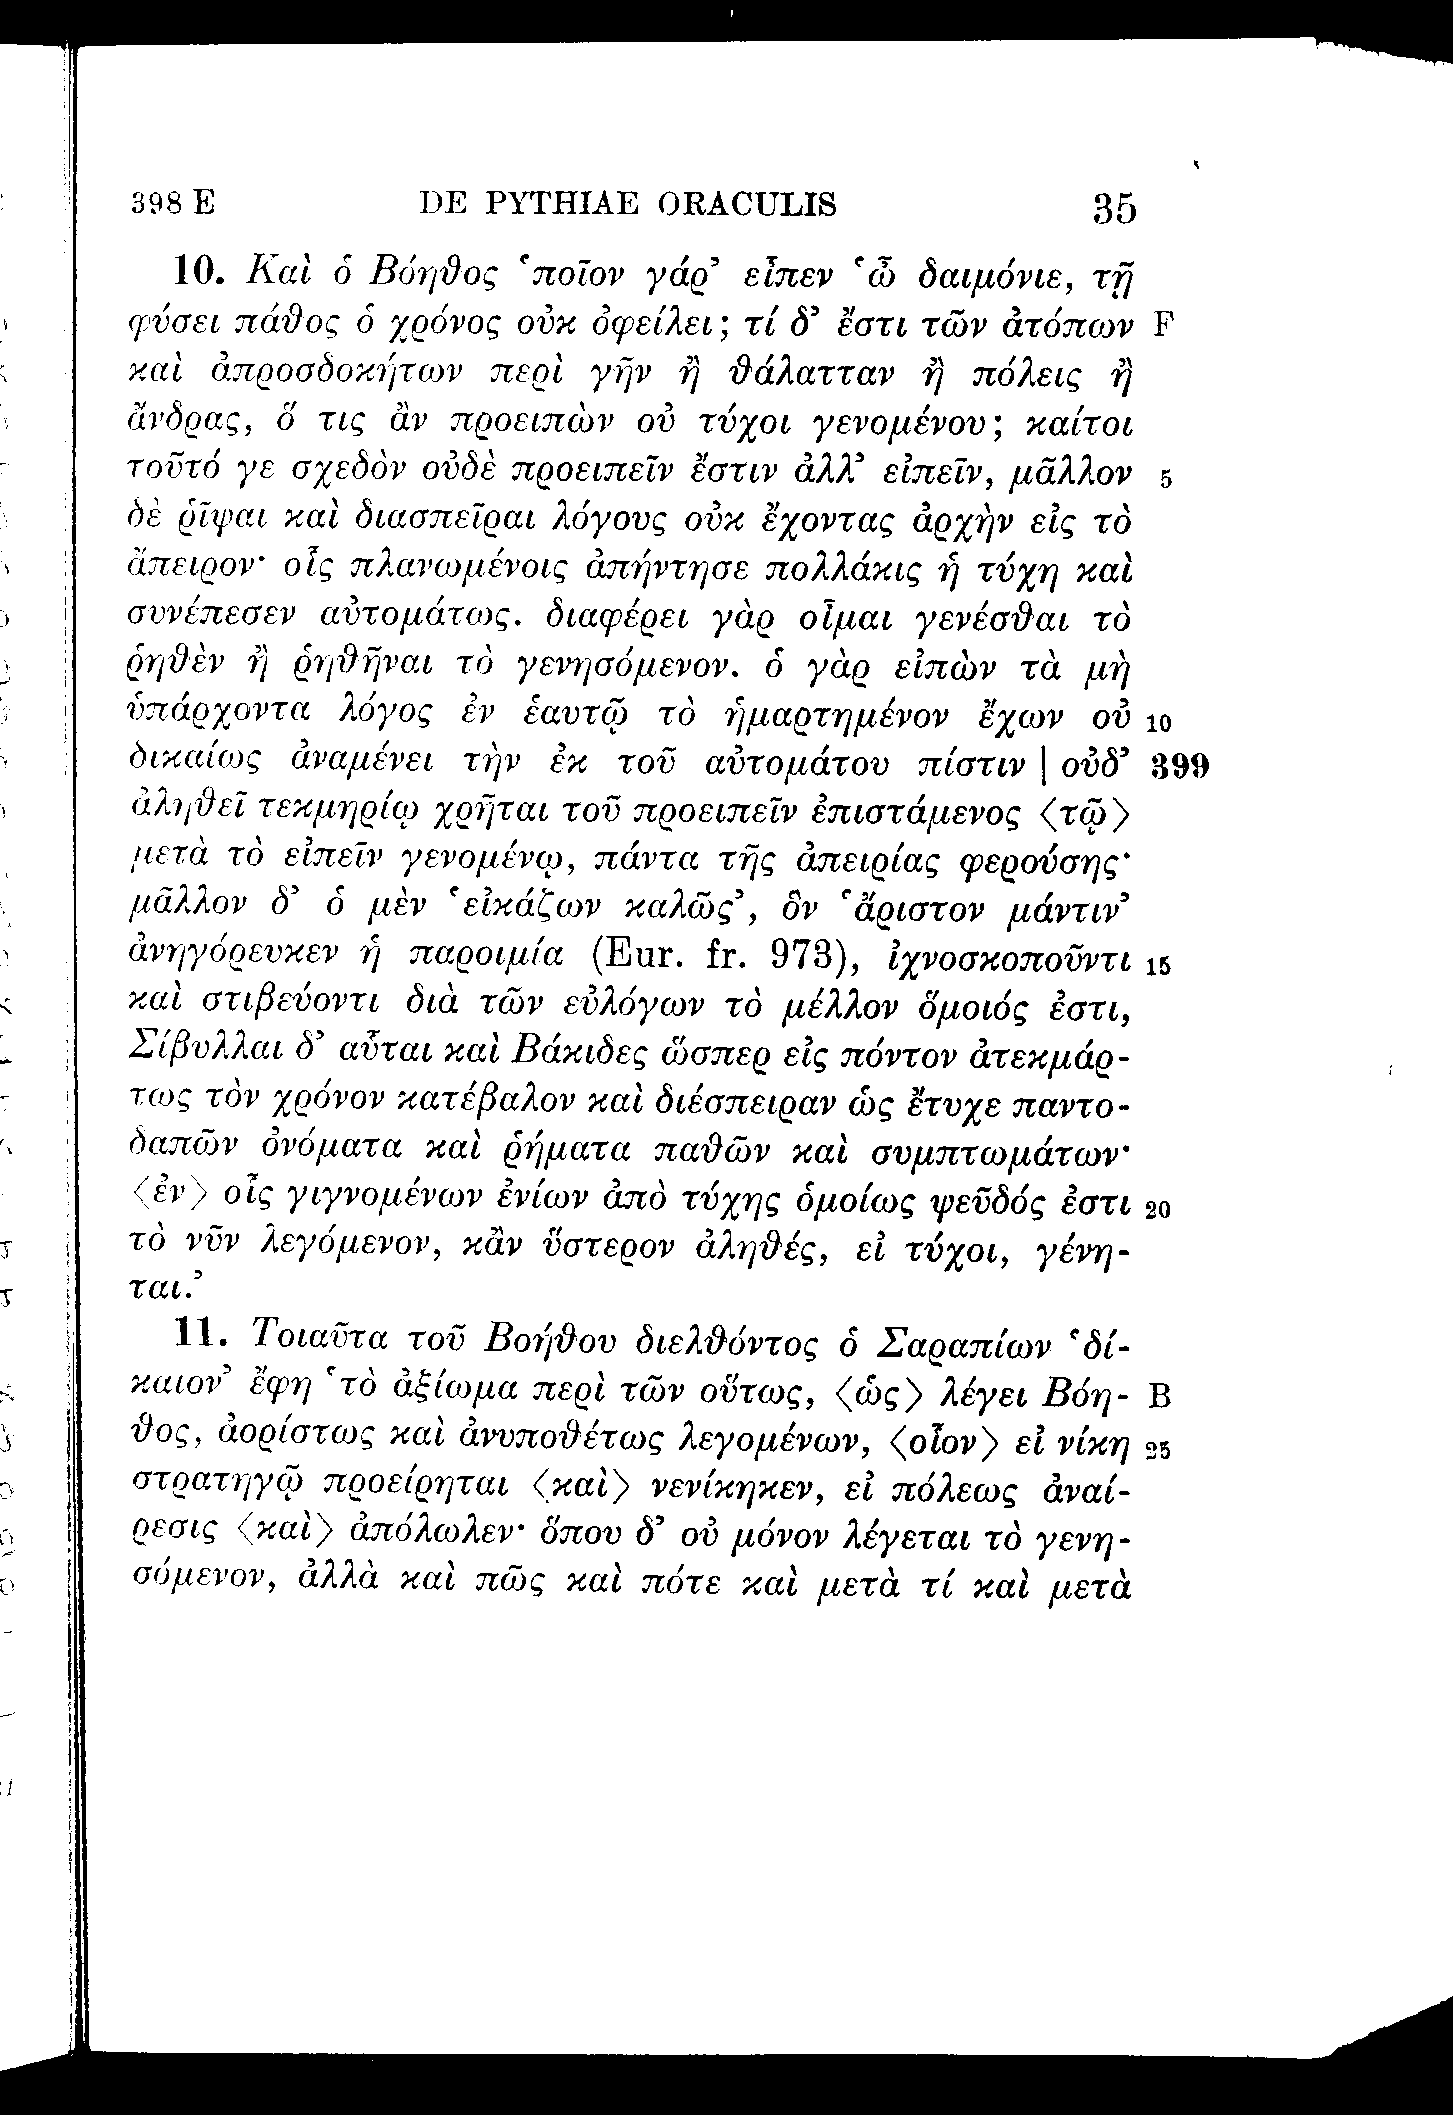 398 E DE PYTHIAE ORACULIS 35
10. Καὶ ὁ Βόηθος ‘ποῖον γάρ’ εἶπεν ‘ὦ δαιμόνιε, τῇ
φύσει πάθος ὁ χρόνος οὐκ ὀφείλει; τί δ’ ἔστι τῶν ἀτόπων F
καὶ ἀπροσδοκήτων περὶ γῆν ἢ θάλατταν ἢ πόλεις ἢ
ἄνδρας, ὅ τις ἂν προειπὼν οὐ τύχοι γενομένου; καίτοι
τοῦτό γε σχεδὸν οὐδὲ προειπεῖν ἔστιν ἀλλ’ εἰπεῖν, μᾶλλον 5
δὲ ῥῖψαι καὶ διασπεῖραι λόγους οὐκ ἔχοντας ἀρχὴν εἰς τὸ
ἄπειρον· οἷς πλανωμένοις ἀπήντησε πολλάκις ἡ τύχη καὶ
συνέπεσεν αὐτομάτως. διαφέρει γὰρ οἶμαι γενέσθαι τὸ
ῥηθὲν ἢ ῥηθῆναι τὸ γενησόμενον. ὁ γὰρ εἰπὼν τὰ μὴ
ὑπάρχοντα λόγος ἐν ἑαυτῷ τὸ ἡμαρτημένον ἔχων οὐ 10
δικαίως ἀναμένει τὴν ἐκ τοῦ αὐτομάτου πίστιν | οὐδ’ 399
ἀληθεῖ τεκμηρίῳ χρῆται τοῦ προειπεῖν ἐπιστάμενος 〈τῷ〉
μετὰ τὸ εἰπεῖν γενομένῳ, πάντα τῆς ἀπειρίας φερούσης·
μᾶλλον δ’ ὁ μὲν ‘εἰκάζων καλῶς’, ὃν ‘ἄριστον μάντιν’
ἀνηγόρευκεν ἡ παροιμία (Eur. fr. 973), ἰχνοσκοποῦντι 15
καὶ στιβεύοντι διὰ τῶν εὐλόγων τὸ μέλλον ὅμοιός ἐστι,
Σίβυλλαι δ’ αὗται καὶ Βάκιδες ὥσπερ εἰς πόντον ἀτεκμάρ-
τως τὸν χρόνον κατέβαλον καὶ διέσπειραν ὡς ἔτυχε παντο-
δαπῶν ὀνόματα καὶ ῥήματα παθῶν καὶ συμπτωμάτων·
〈ἐν〉 οἷς γιγνομένων ἐνίων ἀπὸ τύχης ὁμοίως ψεῦδός ἐστι 20
τὸ νῦν λεγόμενον, κἂν ὕστερον ἀληθές, εἰ τύχοι, γένη-
ται.’
11. Τοιαῦτα τοῦ Βοήθου διελθόντος ὁ Σαραπίων ‘δί-
καιον’ ἔφη ‘τὸ ἀξίωμα περὶ τῶν οὕτως, 〈ὡς〉 λέγει Βόη- B
θος, ἀορίστως καὶ ἀνυποθέτως λεγομένων, 〈οἷον〉 εἰ νίκη 25
στρατηγῷ προείρηται 〈καὶ〉 νενίκηκεν, εἰ πόλεως ἀναί-
ρεσις 〈καὶ〉 ἀπόλωλεν· ὅπου δ’ οὐ μόνον λέγεται τὸ γενη-
σόμενον, ἀλλὰ καὶ πῶς καὶ πότε καὶ μετὰ τί καὶ μετὰ